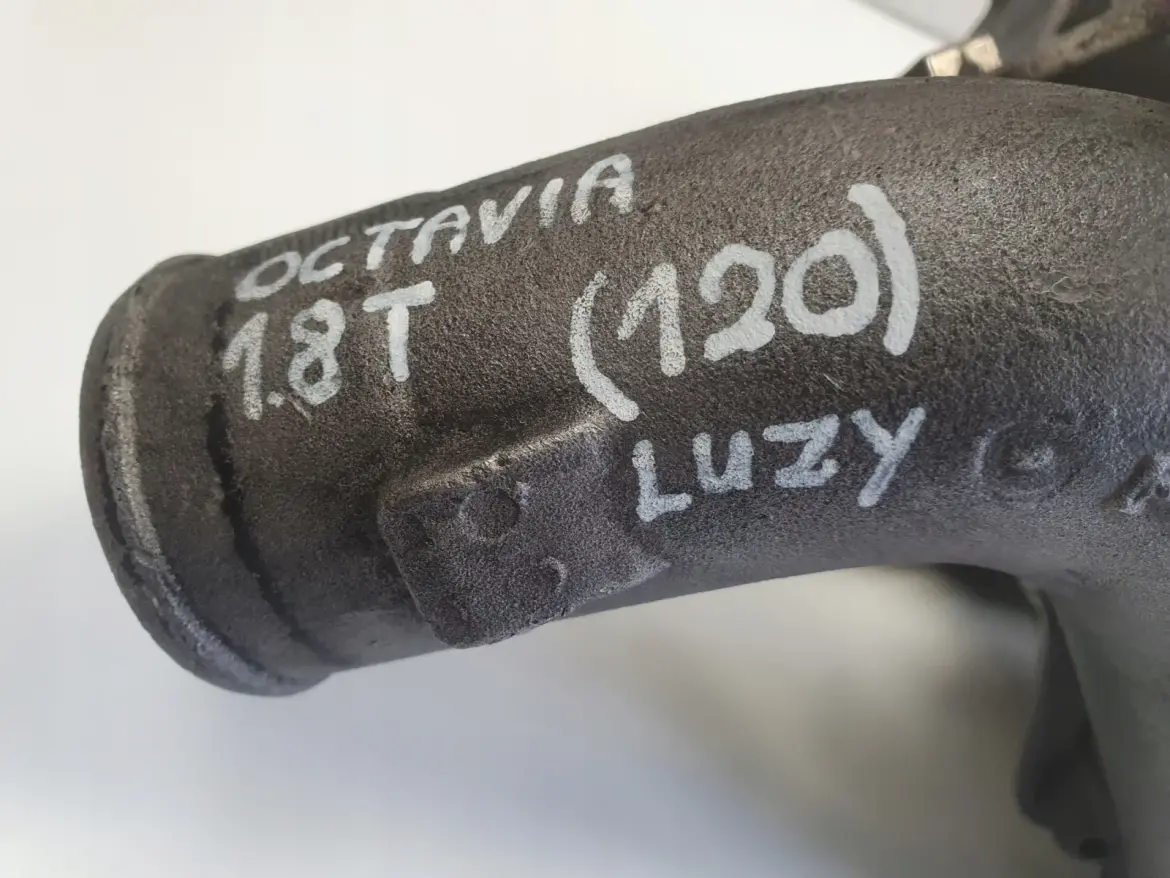 OCTAVIA
1.8T (120)
LUZY